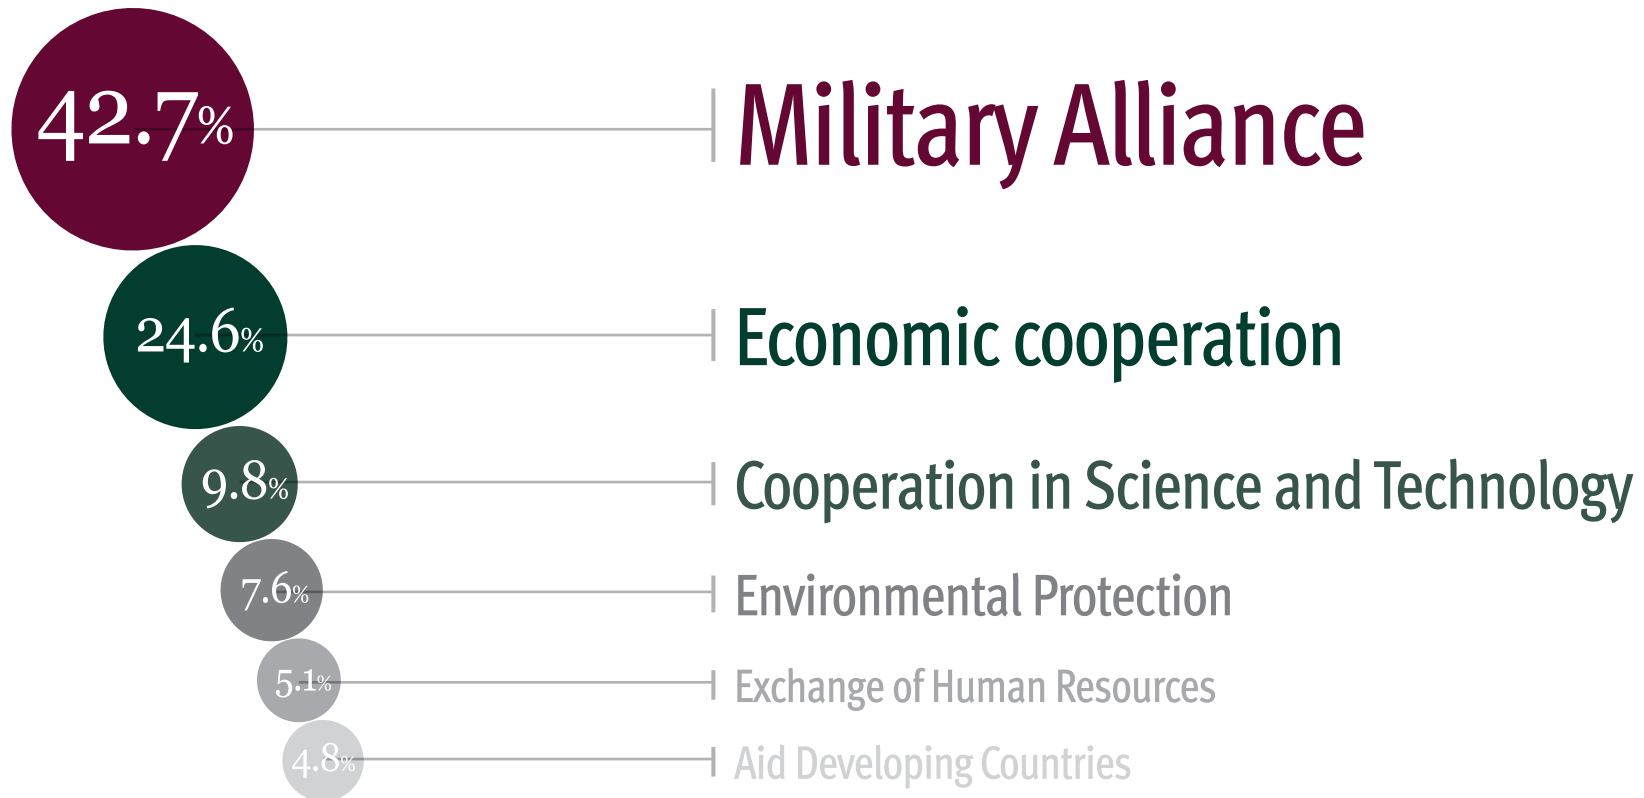 42.7% Military Alliance
24.6% Economic cooperation
9.8% Cooperation in Science and Technology
7.6% Environmental Protection
5.1% Exchange of Human Resources
4.8% Aid Developing Countries